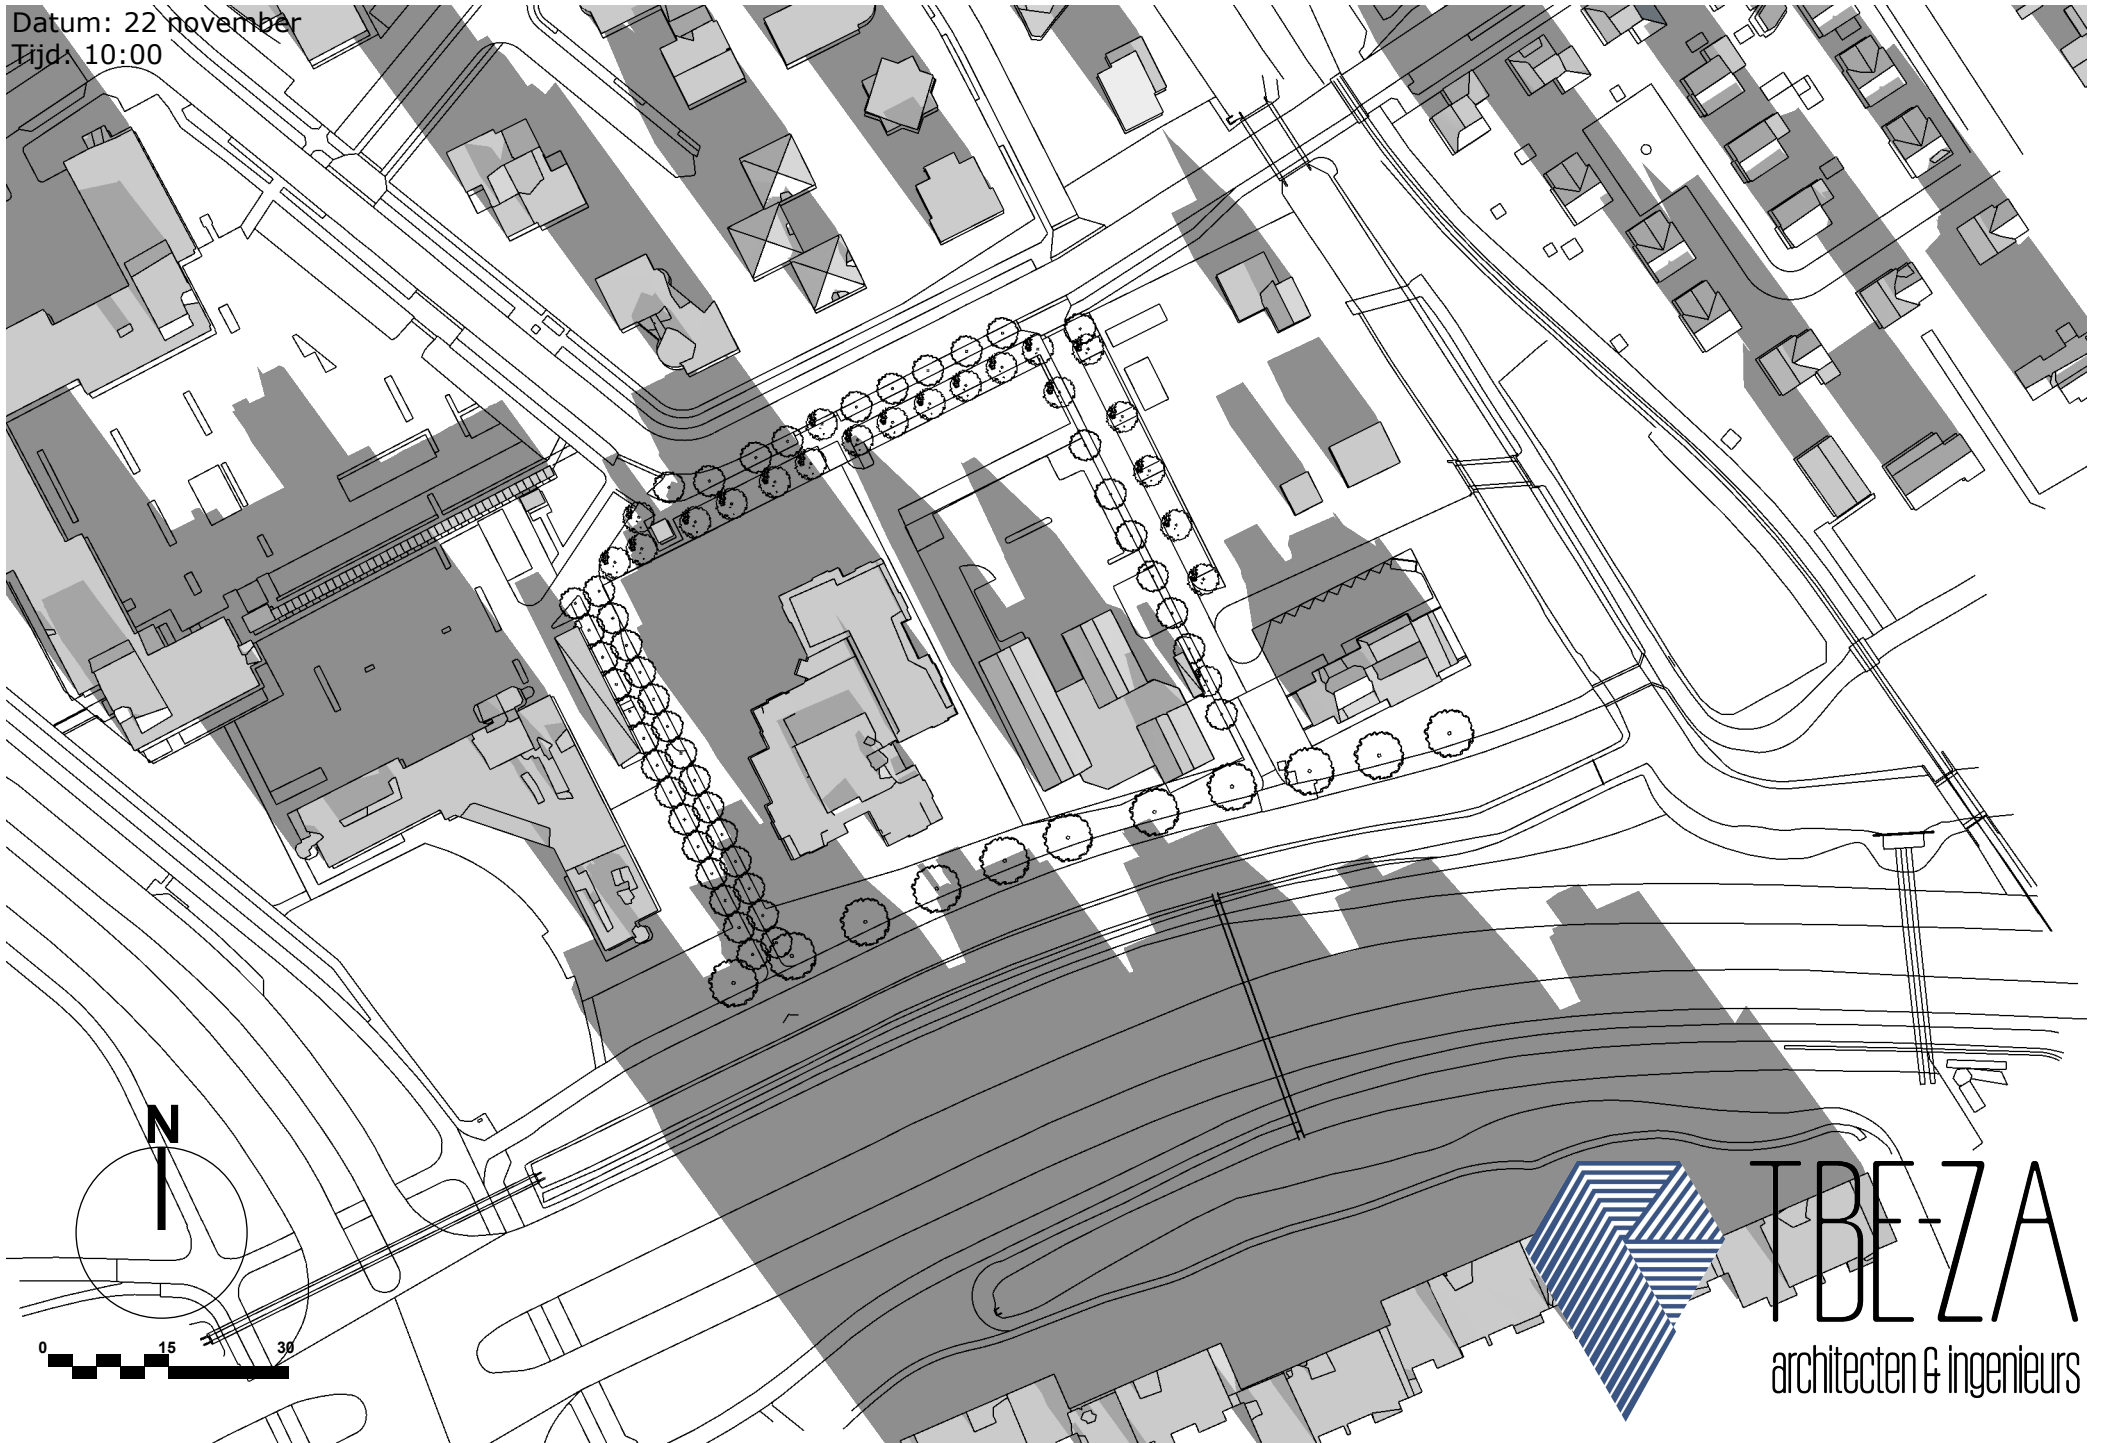 Datum: 22 november
Tijd: 10:00
N
0 15 30
TBE-ZA
architecten & ingenieurs